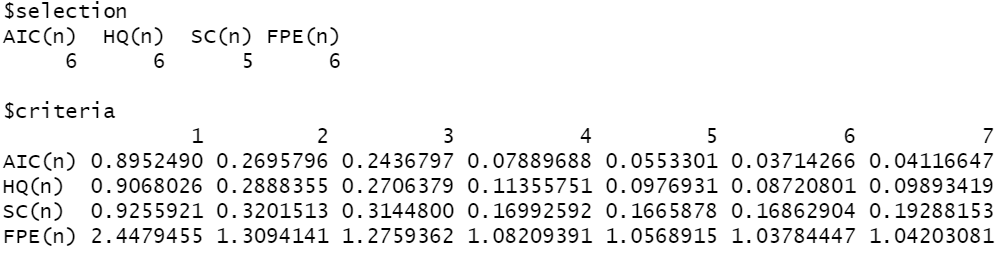 $selection
AIC(n) HQ(n) SC(n) FPE(n)
6 6 5 6
$criteria
1 2 3 4 5 6 7
AIC(n) 0.8952490 0.2695796 0.2436797 0.07889688 0.0553301 0.03714266 0.04116647
HQ(n) 0.9068026 0.2888355 0.2706379 0.11355751 0.0976931 0.08720801 0.09893419
SC(n) 0.9255921 0.3201513 0.3144800 0.16992592 0.1665878 0.16862904 0.19288153
FPE(n) 2.4479455 1.3094141 1.2759362 1.08209391 1.0568915 1.03784447 1.04203081